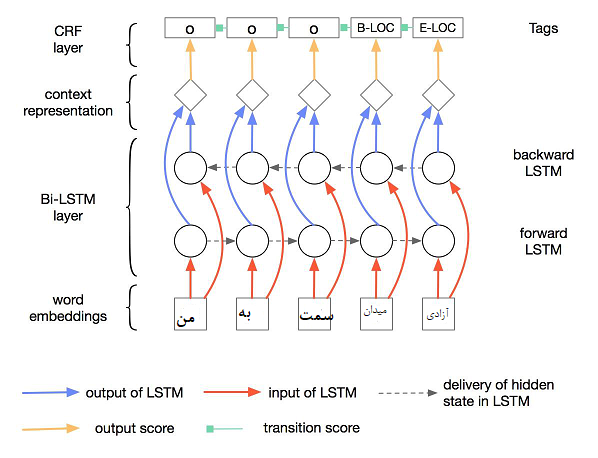 CRF
layer
o
o
o
B-LOC
E-LOC
Tags
context
representation
Bi-LSTM
layer
backward
LSTM
forward
LSTM
word
embeddings
من
به
سمت
میدان
آزادی
output of LSTM
input of LSTM
delivery of hidden
state in LSTM
output score
transition score